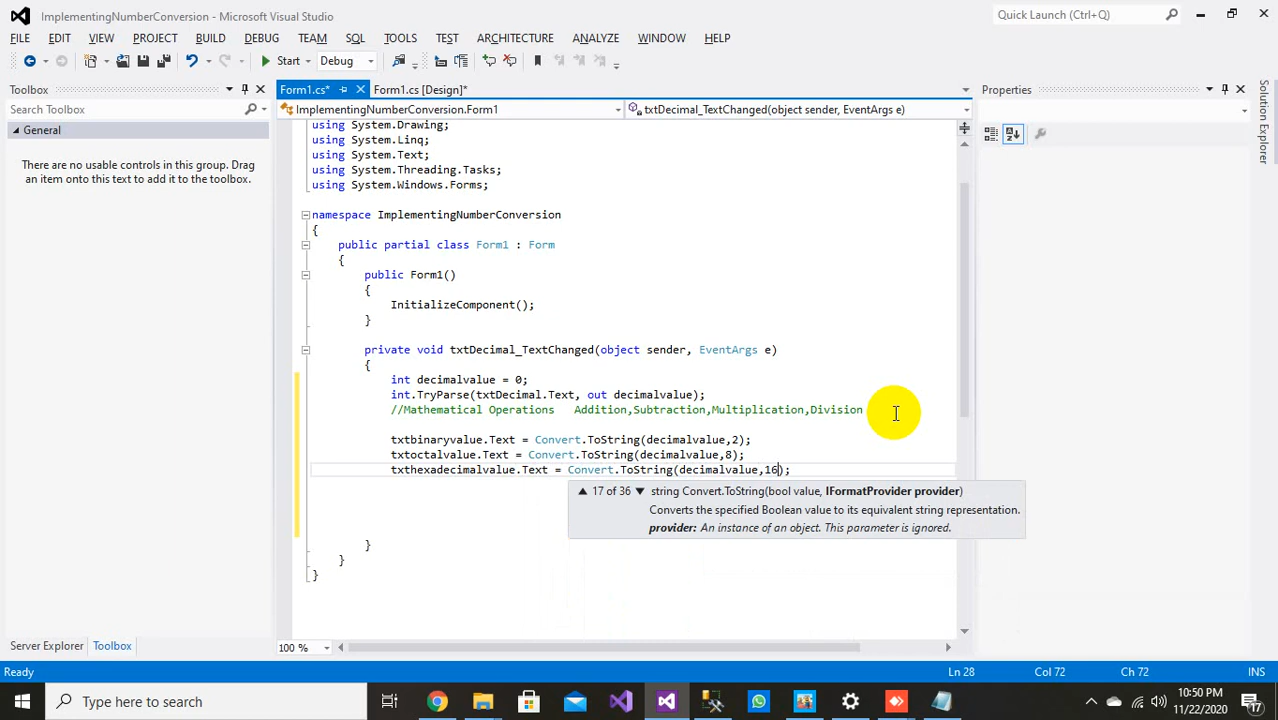 ImplementingNumberConversion - Microsoft Visual Studio
Quick Launch (Ctrl+Q)
FILE EDIT VIEW PROJECT BUILD DEBUG TEAM SQL TOOLS TEST ARCHITECTURE ANALYZE WINDOW HELP
Start Debug
Toolbox
Form1.cs* Form1.cs [Design]*
Properties
Solution Explorer
Search Toolbox
ImplementingNumberConversion.Form1
txtDecimal_TextChanged(object sender, EventArgs e)
General
There are no usable controls in this group. Drag
an item onto this text to add it to the toolbox.
using System.Drawing;
using System.Linq;
using System.Text;
using System.Threading.Tasks;
using System.Windows.Forms;
namespace ImplementingNumberConversion
{
public partial class Form1 : Form
{
public Form1()
{
InitializeComponent();
}
private void txtDecimal_TextChanged(object sender, EventArgs e)
{
int decimalvalue = 0;
int.TryParse(txtDecimal.Text, out decimalvalue);
//Mathematical Operations   Addition,Subtraction,Multiplication,Division
txtbinaryvalue.Text = Convert.ToString(decimalvalue,2);
txtoctalvalue.Text = Convert.ToString(decimalvalue,8);
txthexadecimalvalue.Text = Convert.ToString(decimalvalue,16);
17 of 36 string Convert.ToString(bool value, IFormatProvider provider)
Converts the specified Boolean value to its equivalent string representation.
provider: An instance of an object. This parameter is ignored.
}
}
}
100 %
Server Explorer Toolbox
Ready
Ln 28 Col 72 Ch 72 INS
Type here to search
10:50 PM
11/22/2020
17